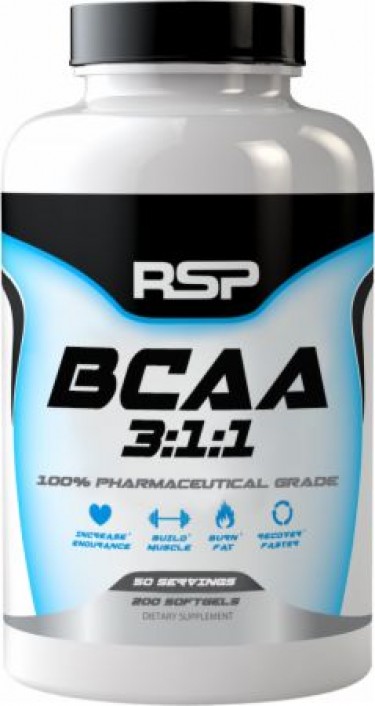 RSP
BCAA
3:1:1
100% PHARMACEUTICAL GRADE
INCREASE* BUILD* BURN* RECOVER*
ENDURANCE MUSCLE FAT FASTER
50 SERVINGS
200 SOFTGELS
DIETARY SUPPLEMENT